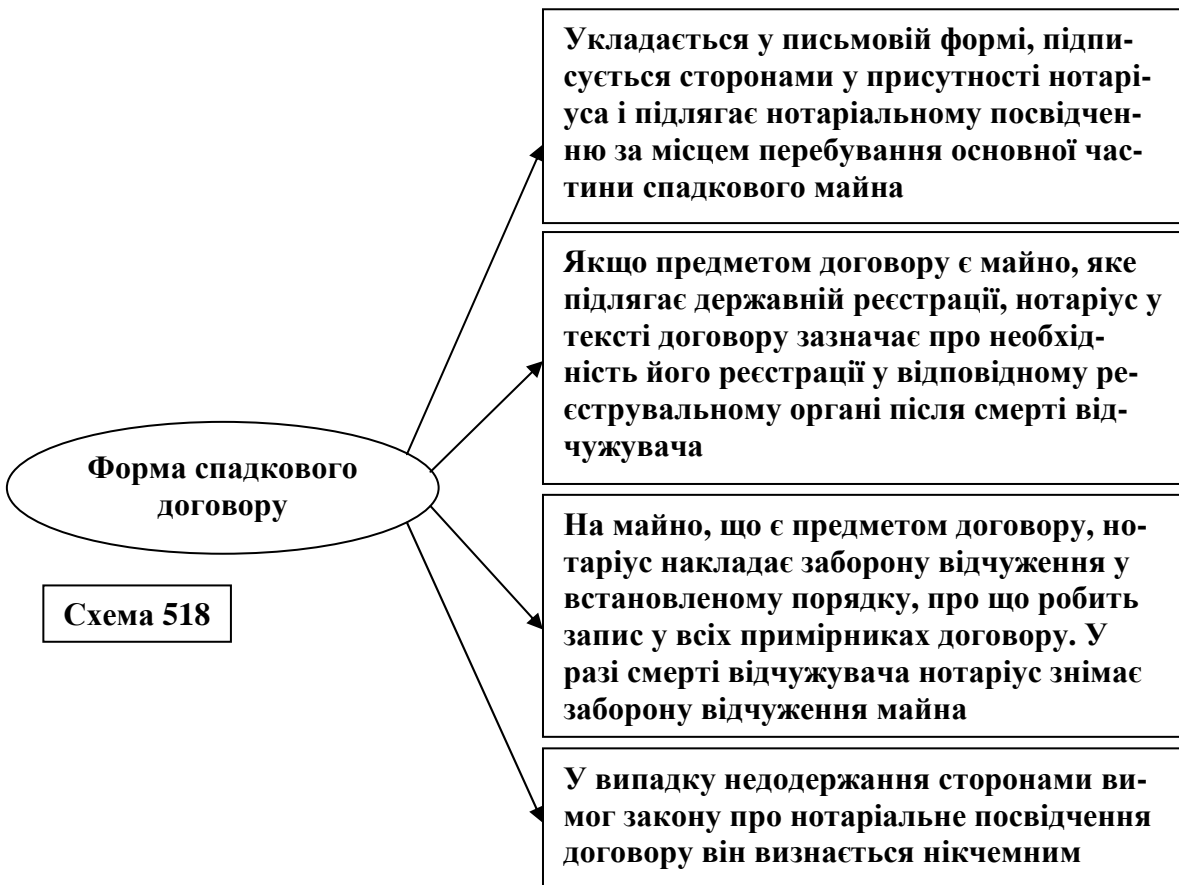 Укладається у письмовій формі, підпи-
сується сторонами у присутності нотарі-
уса і підлягає нотаріальному посвідчен-
ню за місцем перебування основної час-
тини спадкового майна
Якщо предметом договору є майно, яке
підлягає державній реєстрації, нотаріус у
тексті договору зазначає про необхід-
ність його реєстрації у відповідному ре-
єструвальному органі після смерті від-
чужувача
Форма спадкового
договору
На майно, що є предметом договору, но-
таріус накладає заборону відчуження у
встановленому порядку, про що робить
запис у всіх примірниках договору. У
разі смерті відчужувача нотаріус знімає
заборону відчуження майна
Схема 518
У випадку недодержання сторонами ви-
мог закону про нотаріальне посвідчення
договору він визнається нікчемним